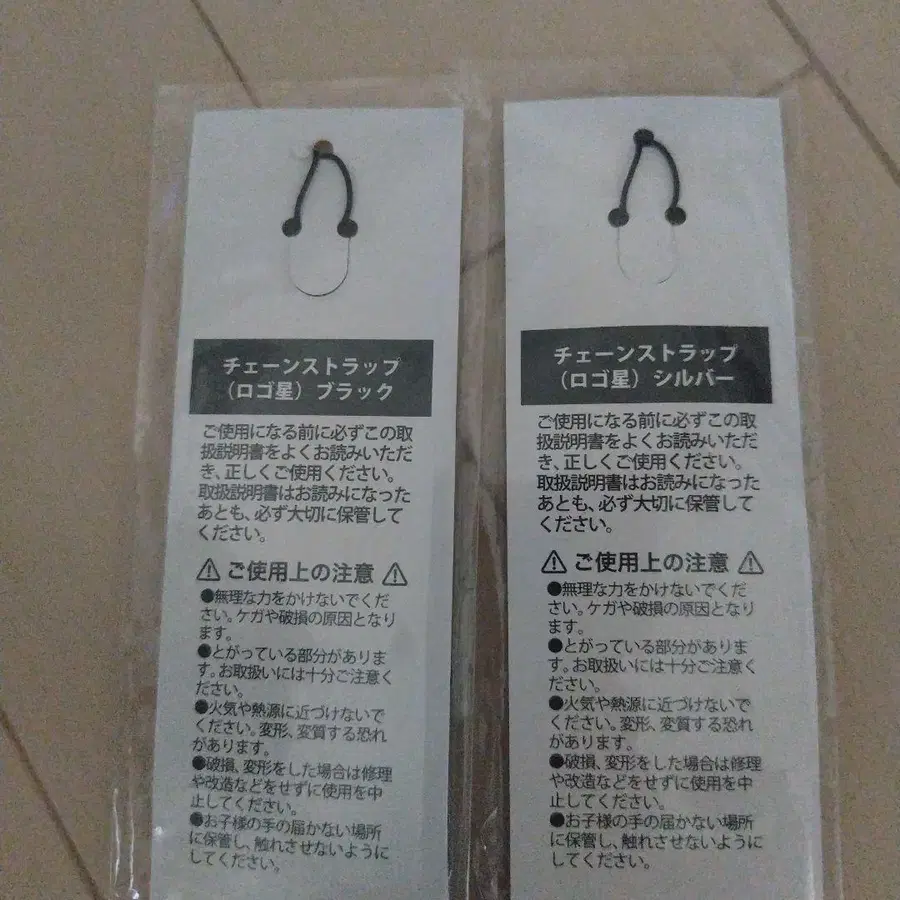 チェーンストラップ
（ロゴ星）ブラック
ご使用になる前に必ずこの取
扱説明書をよくお読みいただ
き、正しくご使用ください。
取扱説明書はお読みになった
あとも、必ず大切に保管して
ください。
⚠ ご使用上の注意 ⚠
●無理な力をかけないでくだ
さい。ケガや破損の原因となり
ます。
●とがっている部分がありま
す。お取扱いには十分ご注意く
ださい。
●火気や熱源に近づけないで
ください。変形、変質する恐れ
があります。
●破損、変形をした場合は修理
や改造などをせずに使用を中
止してください。
●お子様の手の届かない場所
に保管し、触れさせないように
してください。
チェーンストラップ
（ロゴ星）シルバー
ご使用になる前に必ずこの取
扱説明書をよくお読みいただ
き、正しくご使用ください。
取扱説明書はお読みになった
あとも、必ず大切に保管して
ください。
⚠ ご使用上の注意 ⚠
●無理な力をかけないでくだ
さい。ケガや破損の原因となり
ます。
●とがっている部分がありま
す。お取扱いには十分ご注意く
ださい。
●火気や熱源に近づけないで
ください。変形、変質する恐れ
があります。
●破損、変形をした場合は修理
や改造などをせずに使用を中
止してください。
●お子様の手の届かない場所
に保管し、触れさせないように
してください。